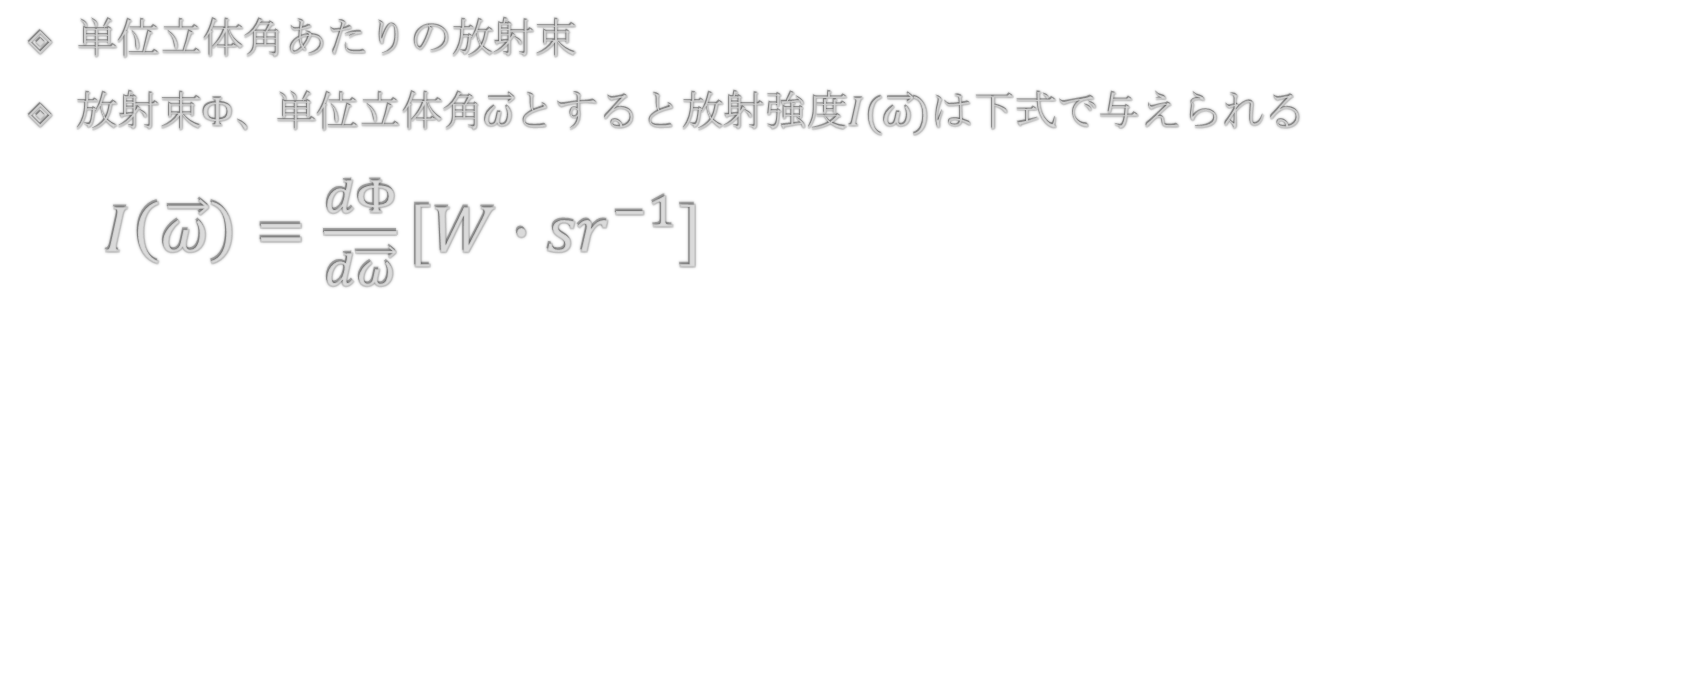 ❖ 単位立体角あたりの放射束
❖ 放射束Φ、単位立体角ω⃗とすると放射強度I(ω⃗)は下式で与えられる
I(ω⃗) = dΦ/dω⃗ [W · sr⁻¹]